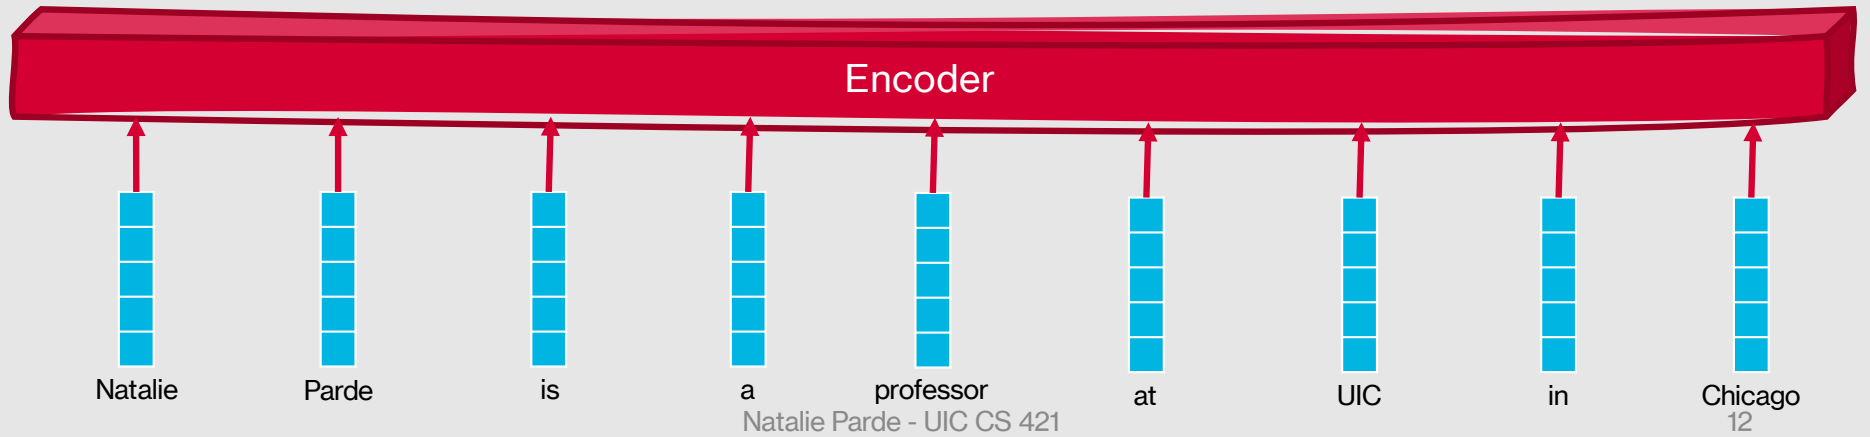 Encoder
Natalie Parde is a professor at UIC in Chicago
Natalie Parde - UIC CS 421
12